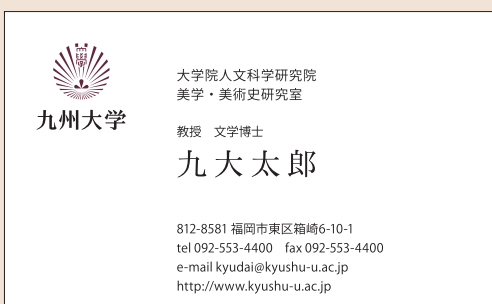 九州大学
大学院人文科学研究院
美学・美術史研究室
教授　文学博士
九大太郎
812-8581 福岡市東区箱崎6-10-1
tel 092-553-4400　fax 092-553-4400
e-mail kyudai@kyushu-u.ac.jp
http://www.kyushu-u.ac.jp